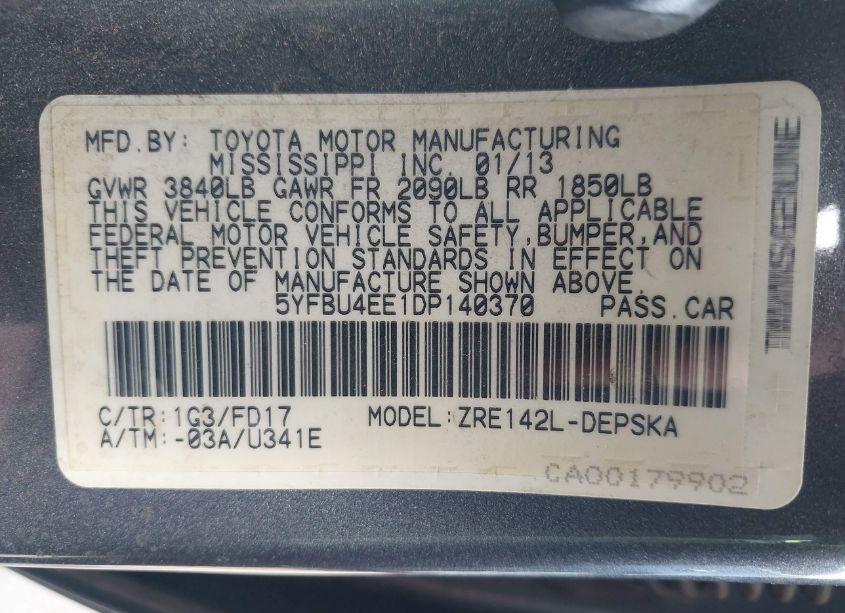 MFD.BY: TOYOTA MOTOR MANUFACTURING
MISSISSIPPI INC. 01/13
GVWR 3840LB GAWR FR 2090LB RR 1850LB
THIS VEHICLE CONFORMS TO ALL APPLICABLE
FEDERAL MOTOR VEHICLE SAFETY,BUMPER,AND
THEFT PREVENTION STANDARDS IN EFFECT ON
THE DATE OF MANUFACTURE SHOWN ABOVE.
5YFBU4EE1DP140370 PASS.CAR
C/TR:1G3/FD17 MODEL:ZRE142L-DEPSKA
A/TM:-03A/U341E
CA00179902